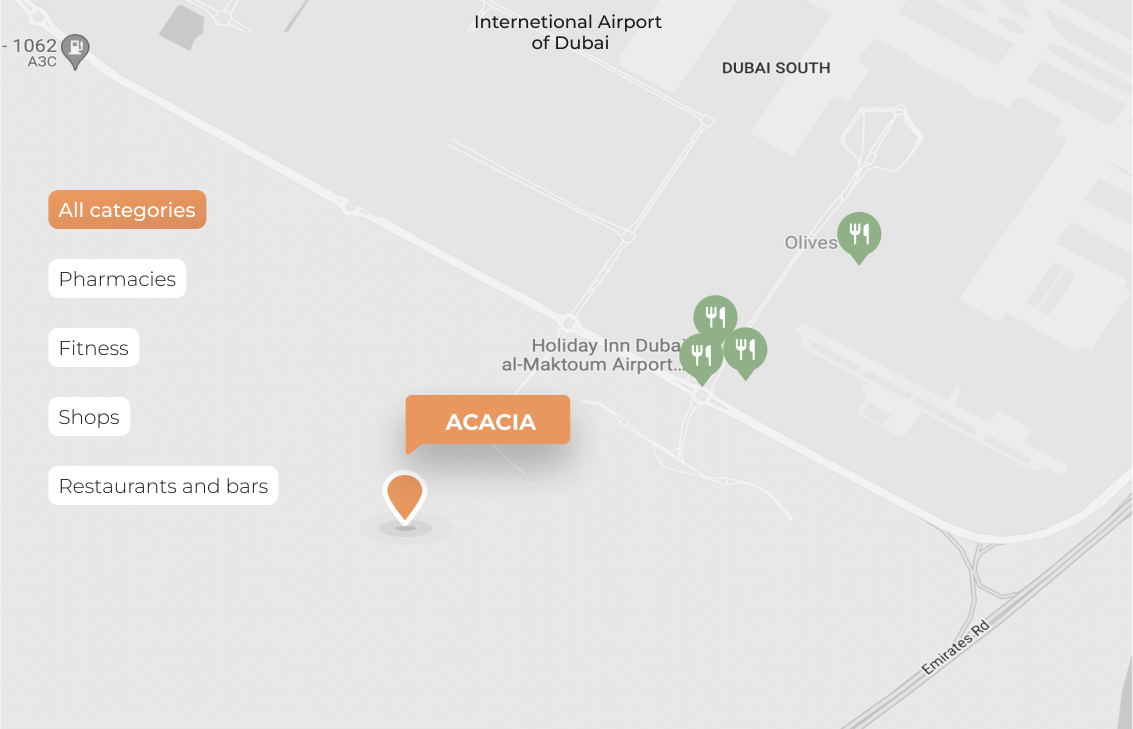 Internetional Airport
of Dubai
DUBAI SOUTH
- 1062
АЗС
All categories
Olives
Pharmacies
Holiday Inn Dubai
al-Maktoum Airport...
Fitness
Shops
ACACIA
Restaurants and bars
Emirates Rd